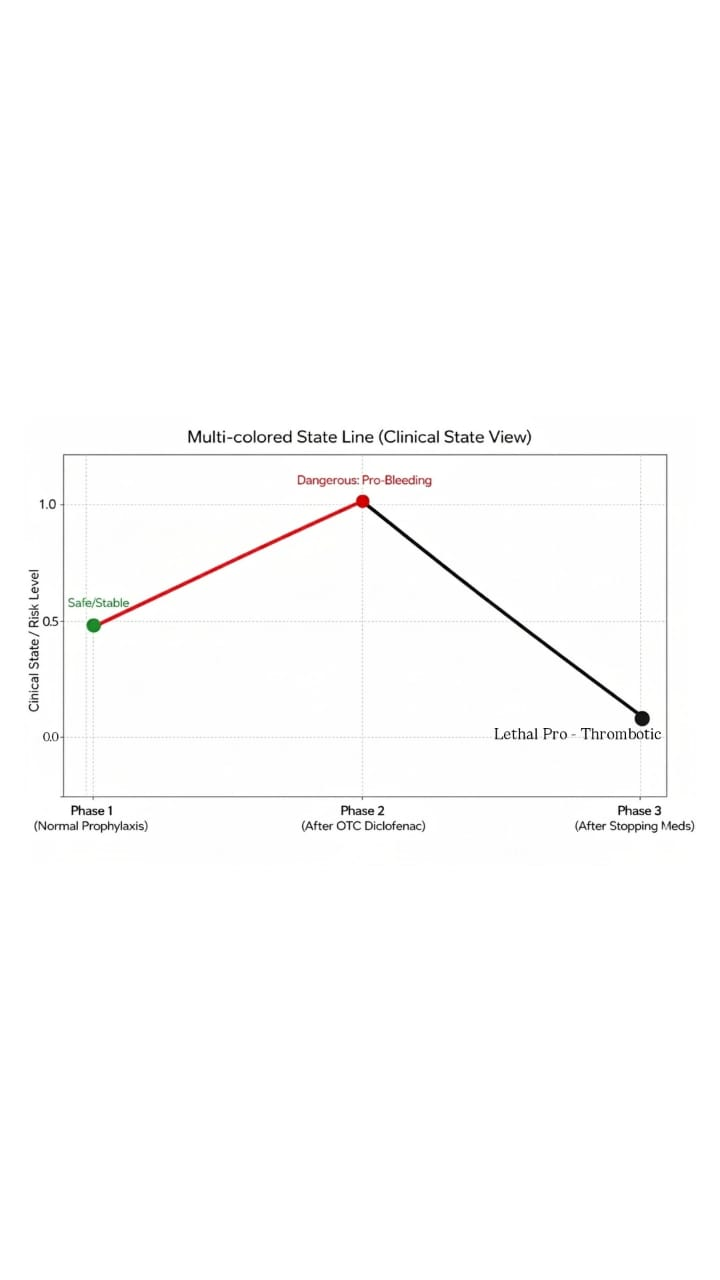 Multi-colored State Line (Clinical State View)
Dangerous: Pro-Bleeding
1.0
Safe/Stable
0.5
Cinical State / Risk Level
Lethal Pro - Thrombotic
0.0
Phase 1
(Normal Prophylaxis)
Phase 2
(After OTC Diclofenac)
Phase 3
(After Stopping Meds)